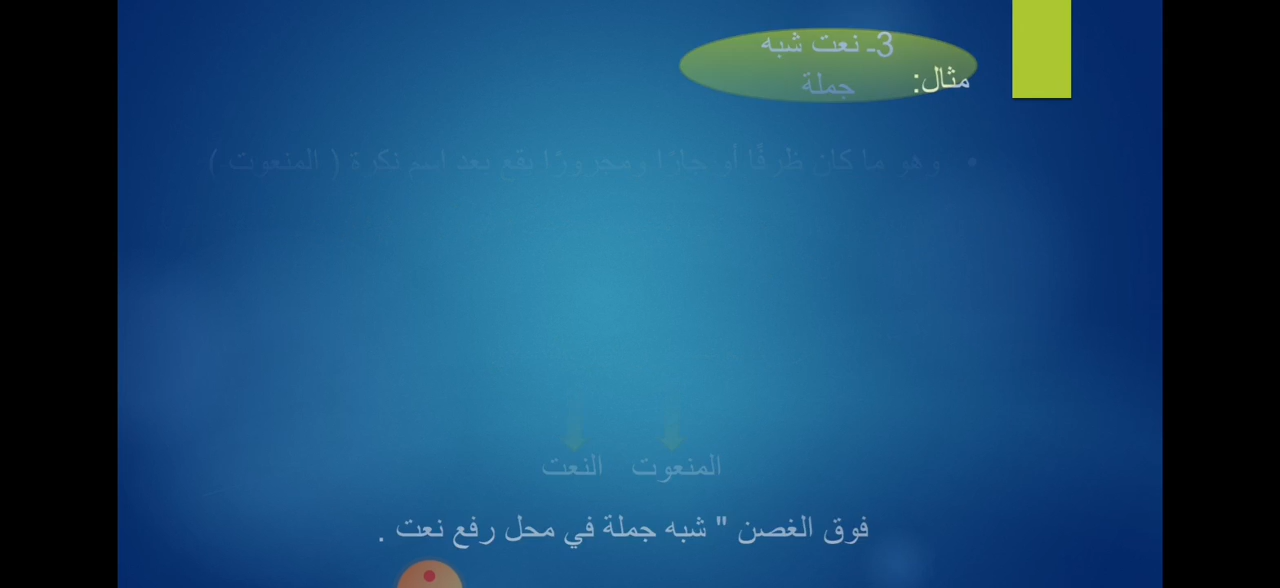 3ـ نعت شبه
جملة
مثال:
• وهو ما كان ظرفًا أو جارًا ومجرورًا يقع بعد اسم نكرة ( المنعوت )
المنعوت النعت
فوق الغصن " شبه جملة في محل رفع نعت .